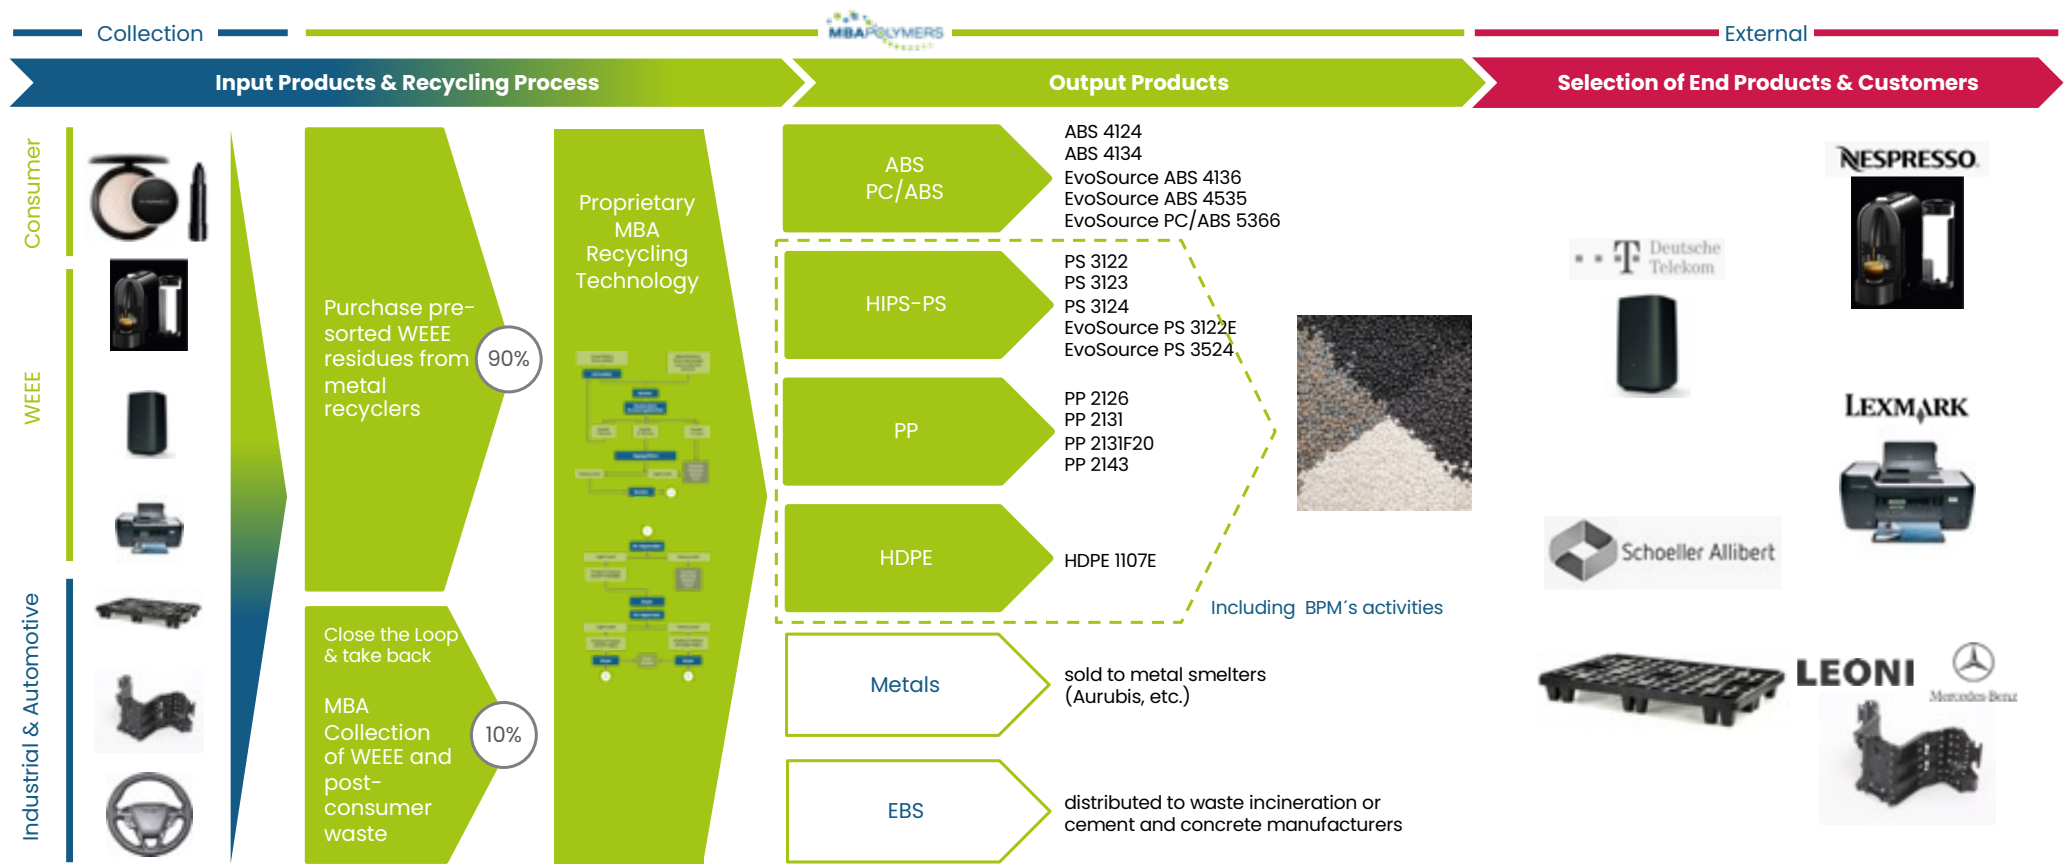 Collection
MBAPOLYMERS
External
Input Products & Recycling Process
Output Products
Selection of End Products & Customers
Consumer
WEEE
Industrial & Automotive
Purchase pre-
sorted WEEE
residues from
metal
recyclers
90%
Close the Loop
& take back
MBA
Collection
of WEEE and
post-
consumer
waste
10%
Proprietary
MBA
Recycling
Technology
ABS
PC/ABS
ABS 4124
ABS 4134
EvoSource ABS 4136
EvoSource ABS 4535
EvoSource PC/ABS 5366
HIPS-PS
PS 3122
PS 3123
PS 3124
EvoSource PS 3122E
EvoSource PS 3524
PP
PP 2126
PP 2131
PP 2131F20
PP 2143
HDPE
HDPE 1107E
Including BPM´s activities
Metals
sold to metal smelters
(Aurubis, etc.)
EBS
distributed to waste incineration or
cement and concrete manufacturers
NESPRESSO.
Deutsche
Telekom
LEXMARK
Schoeller Allibert
LEONI
Mercedes-Benz